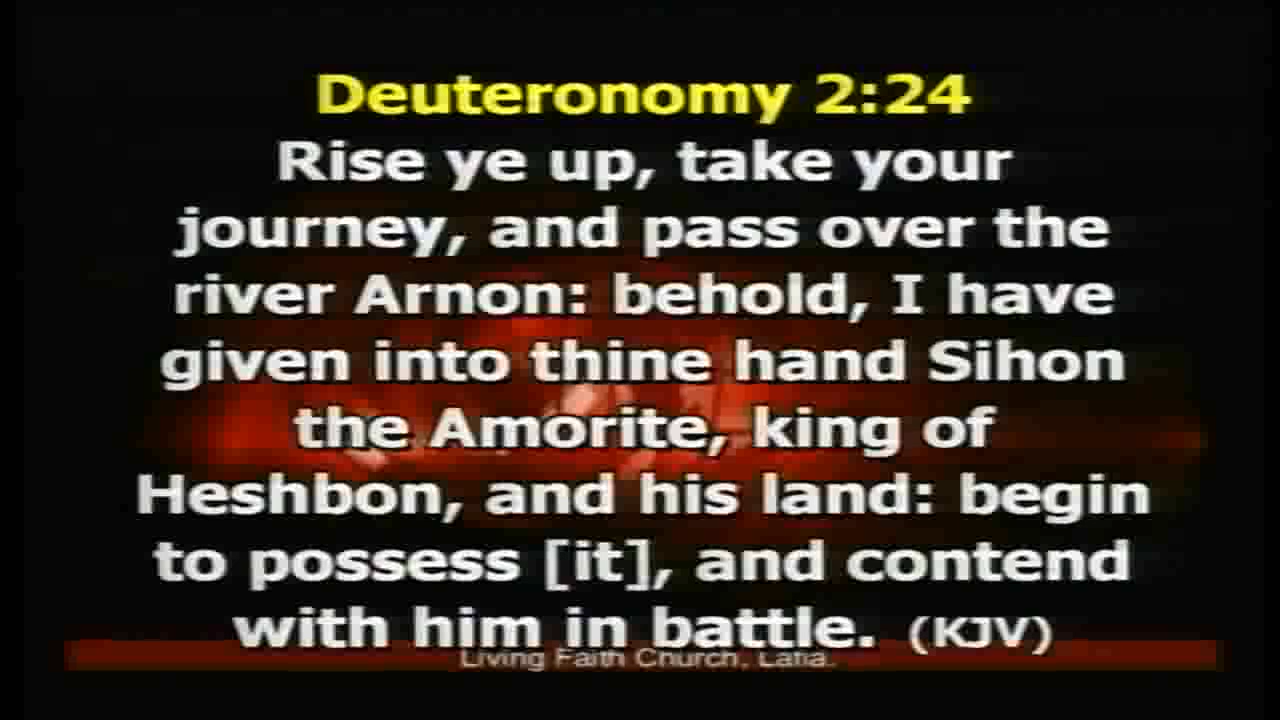 Deuteronomy 2:24
Rise ye up, take your
journey, and pass over the
river Arnon: behold, I have
given into thine hand Sihon
the Amorite, king of
Heshbon, and his land: begin
to possess [it], and contend
with him in battle. (KJV)
Living Faith Church,